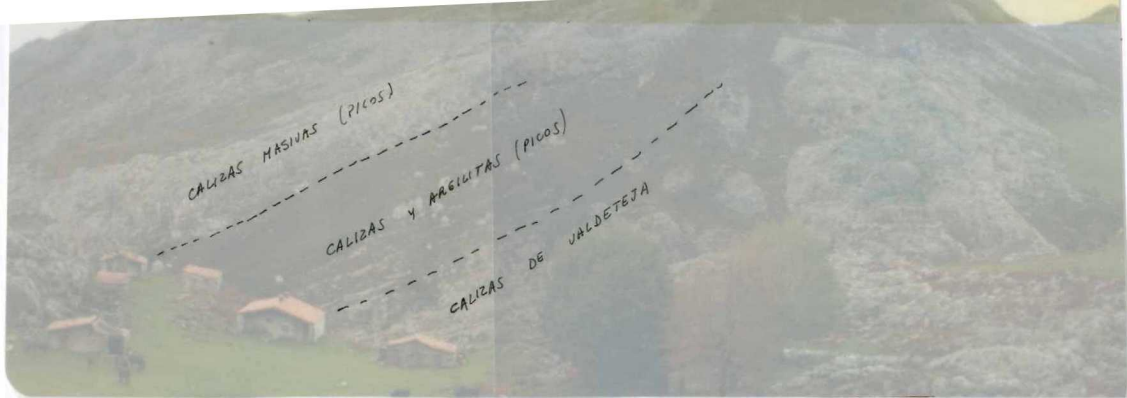 CALIZAS MASIVAS (PICOS)
CALIZAS Y ARGILITAS (PICOS)
CALIZAS DE VALDETEJA